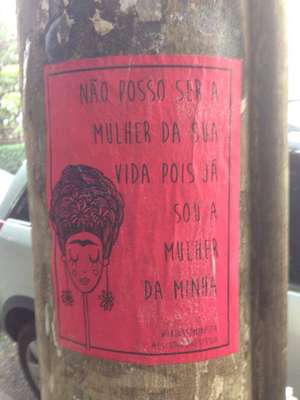 NÃO POSSO SER A
MULHER DA SUA
VIDA POIS JÁ
SOU A
MULHER
DA MINHA